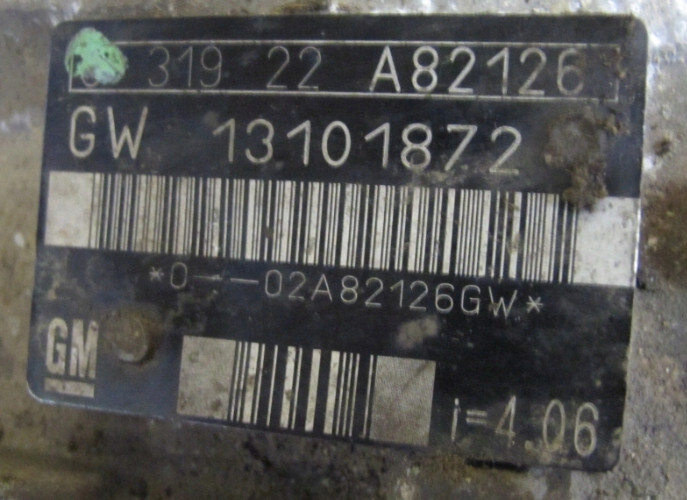 319 22 A82126
GW 13101872
*0---02A82126GW*
GM
i=4.06